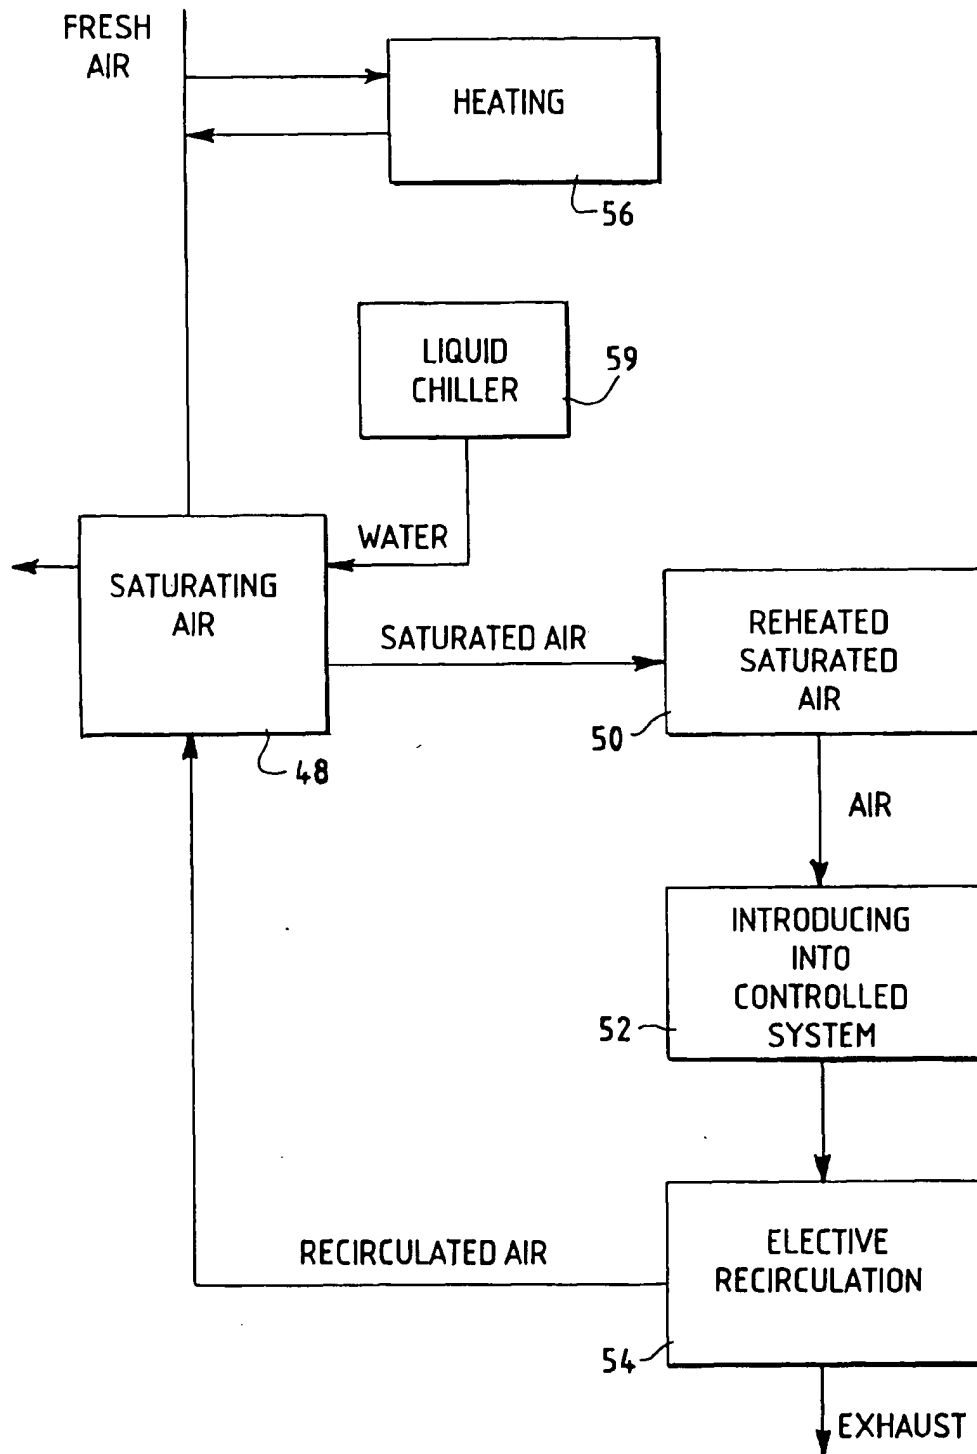 FRESH
AIR
HEATING
56
LIQUID
CHILLER
59
WATER
SATURATING
AIR
48
SATURATED AIR
REHEATED
SATURATED
AIR
50
AIR
INTRODUCING
INTO
CONTROLLED
SYSTEM
52
RECIRCULATED AIR
ELECTIVE
RECIRCULATION
54
EXHAUST